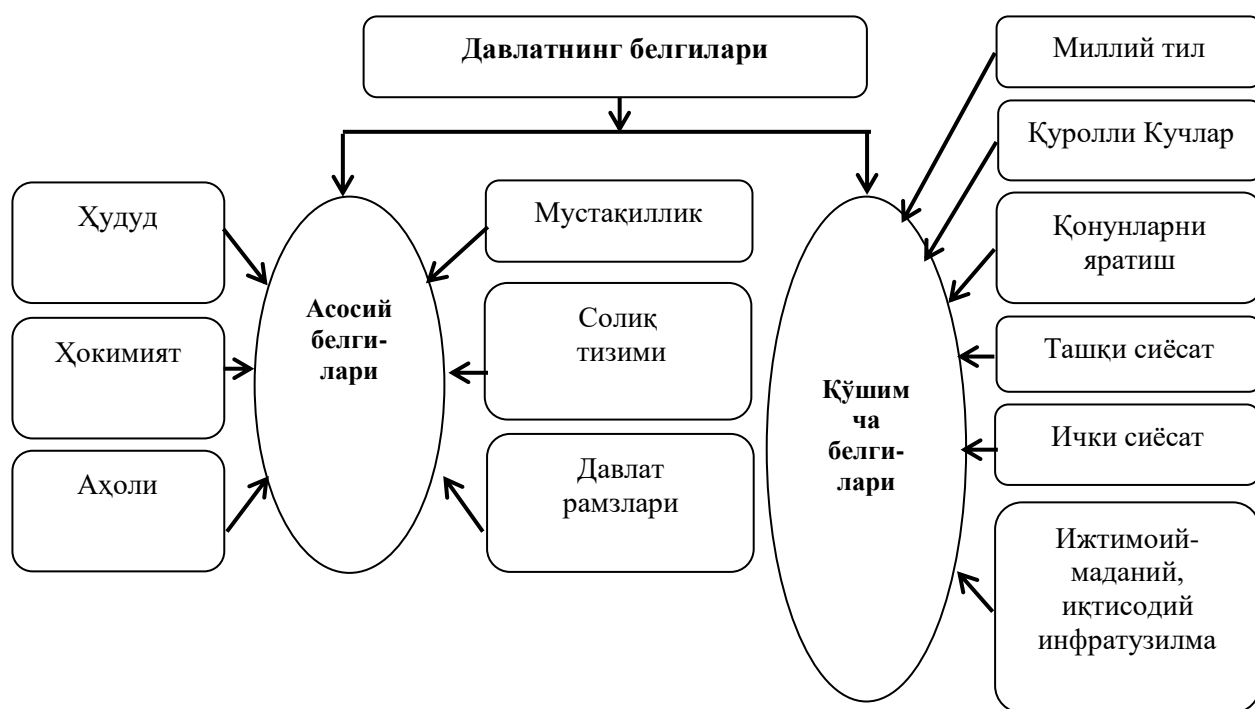 Давлатнинг белгилари
Ҳудуд
Ҳокимият
Аҳоли
Асосий
белги-
лари
Мустақиллик
Солиқ
тизими
Давлат
рамзлари
Қўшим
ча
белги-
лари
Миллий тил
Қуролли Кучлар
Қонунларни
яратиш
Ташқи сиёсат
Ички сиёсат
Ижтимоий-
маданий,
иқтисодий
инфратузилма